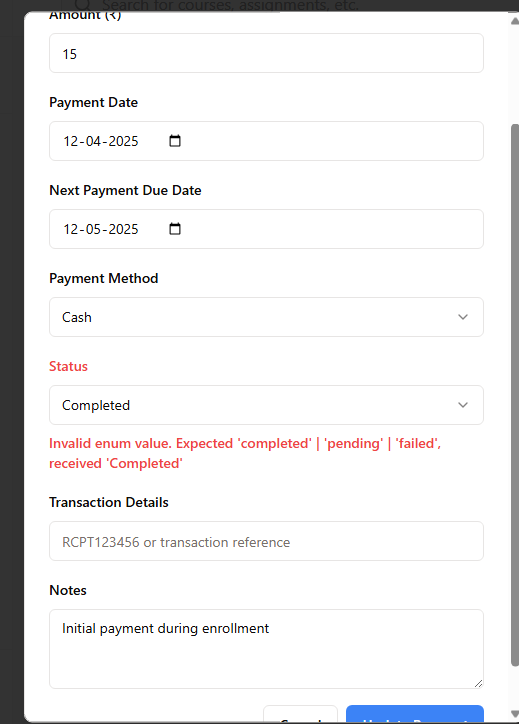 Search for courses, assignments, etc.
Amount (₹)
15
Payment Date
12-04-2025
Next Payment Due Date
12-05-2025
Payment Method
Cash
Status
Completed
Invalid enum value. Expected 'completed' | 'pending' | 'failed',
received 'Completed'
Transaction Details
RCPT123456 or transaction reference
Notes
Initial payment during enrollment